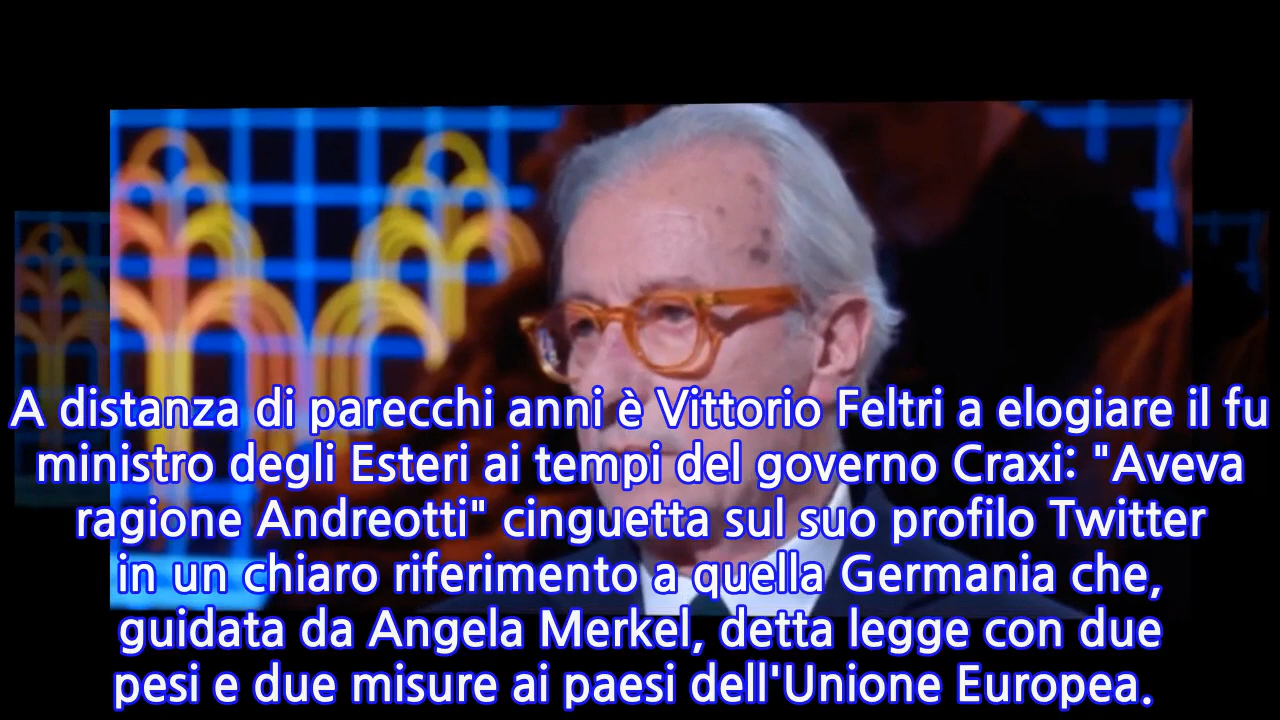 A distanza di parecchi anni è Vittorio Feltri a elogiare il fu
ministro degli Esteri ai tempi del governo Craxi: "Aveva
ragione Andreotti" cinguetta sul suo profilo Twitter
in un chiaro riferimento a quella Germania che,
guidata da Angela Merkel, detta legge con due
pesi e due misure ai paesi dell'Unione Europea.